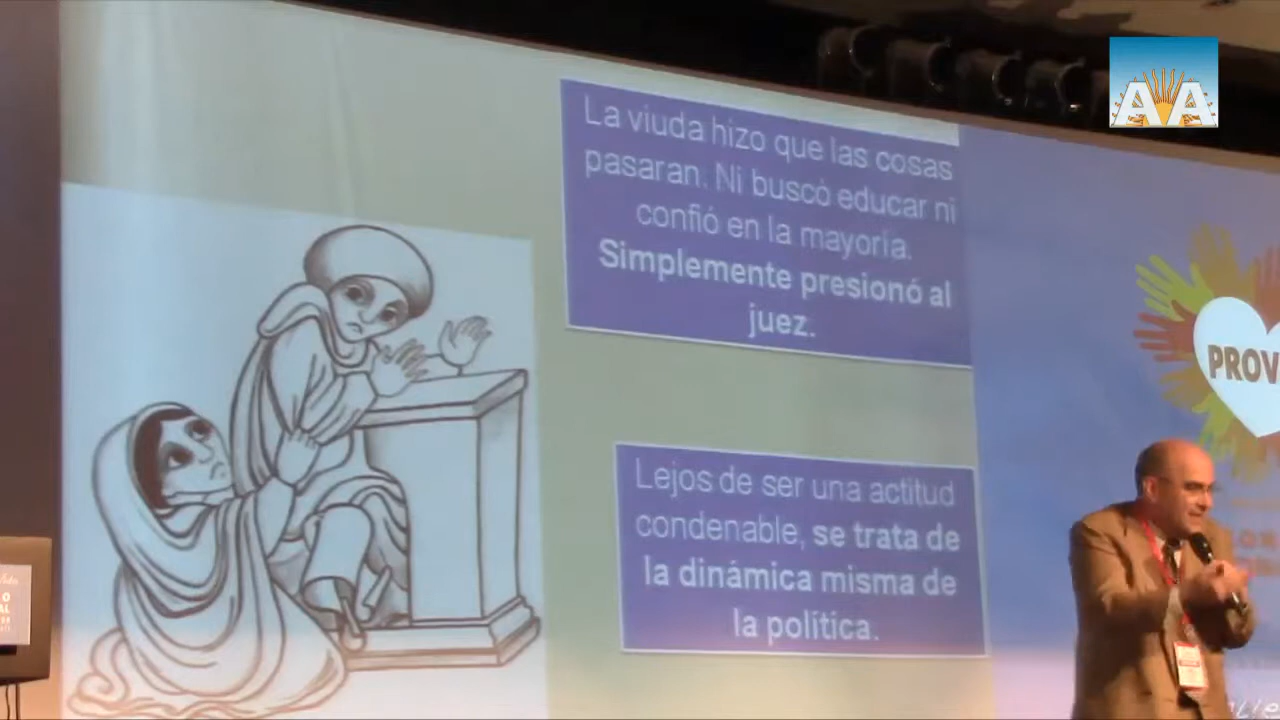 AVA
La viuda hizo que las cosas
pasaran. Ni buscó educar ni
confió en la mayoría.
Simplemente presionó al
juez.
PROV
Lejos de ser una actitud
condenable, se trata de
la dinámica misma de
la política.